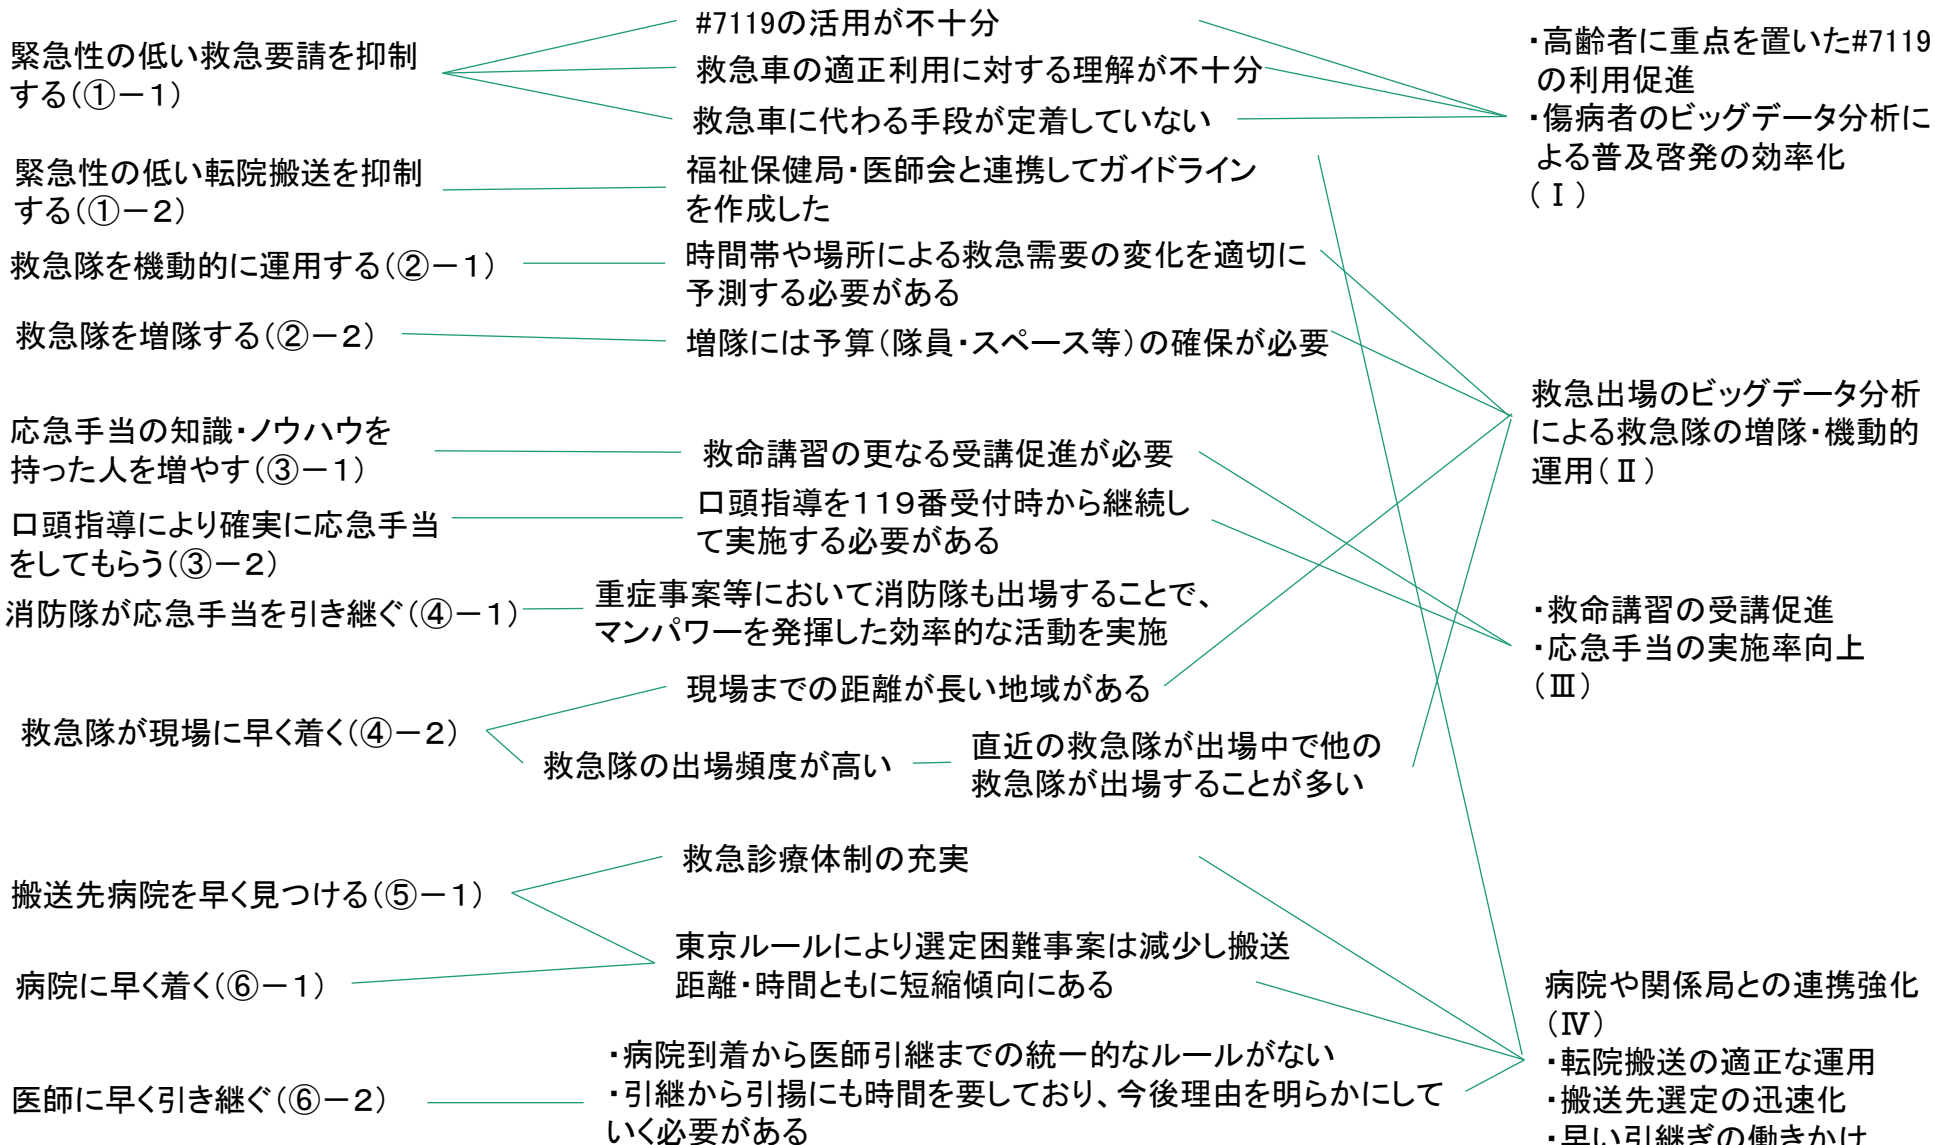 緊急性の低い救急要請を抑制
する(①－１)
緊急性の低い転院搬送を抑制
する(①－２)
救急隊を機動的に運用する(②－１)
救急隊を増隊する(②－２)
応急手当の知識・ノウハウを
持った人を増やす(③－１)
口頭指導により確実に応急手当
をしてもらう(③－２)
消防隊が応急手当を引き継ぐ(④－１)
救急隊が現場に早く着く(④－２)
搬送先病院を早く見つける(⑤－１)
病院に早く着く(⑥－１)
医師に早く引き継ぐ(⑥－２)
#7119の活用が不十分
救急車の適正利用に対する理解が不十分
救急車に代わる手段が定着していない
福祉保健局・医師会と連携してガイドライン
を作成した
時間帯や場所による救急需要の変化を適切に
予測する必要がある
増隊には予算(隊員・スペース等)の確保が必要
救命講習の更なる受講促進が必要
口頭指導を１１９番受付時から継続し
て実施する必要がある
重症事案等において消防隊も出場することで、
マンパワーを発揮した効率的な活動を実施
現場までの距離が長い地域がある
救急隊の出場頻度が高い
直近の救急隊が出場中で他の
救急隊が出場することが多い
救急診療体制の充実
東京ルールにより選定困難事案は減少し搬送
距離・時間ともに短縮傾向にある
・病院到着から医師引継までの統一的なルールがない
・引継から引揚にも時間を要しており、今後理由を明らかにして
いく必要がある
・高齢者に重点を置いた#7119
の利用促進
・傷病者のビッグデータ分析に
よる普及啓発の効率化
(Ⅰ)
救急出場のビッグデータ分析
による救急隊の増隊・機動的
運用(Ⅱ)
・救命講習の受講促進
・応急手当の実施率向上
(Ⅲ)
病院や関係局との連携強化
(Ⅳ)
・転院搬送の適正な運用
・搬送先選定の迅速化
・早い引継ぎの働きかけ